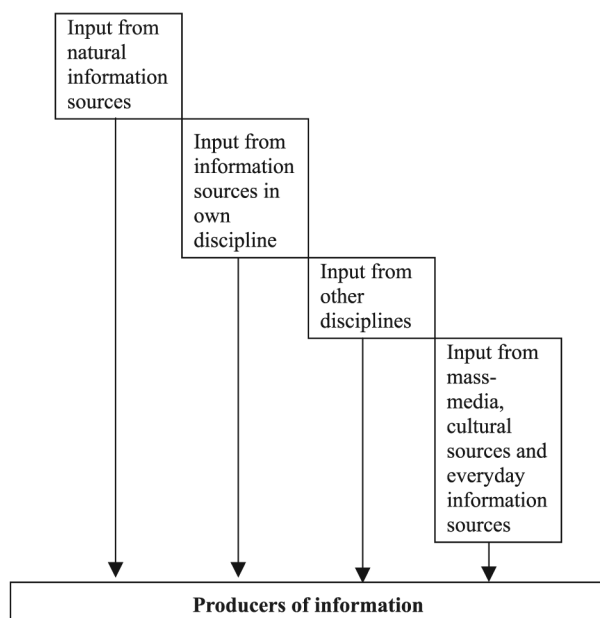 Input from
natural
information
sources
Input from
information
sources in
own
discipline
Input from
other
disciplines
Input from
mass-
media,
cultural
sources and
everyday
information
sources
Producers of information